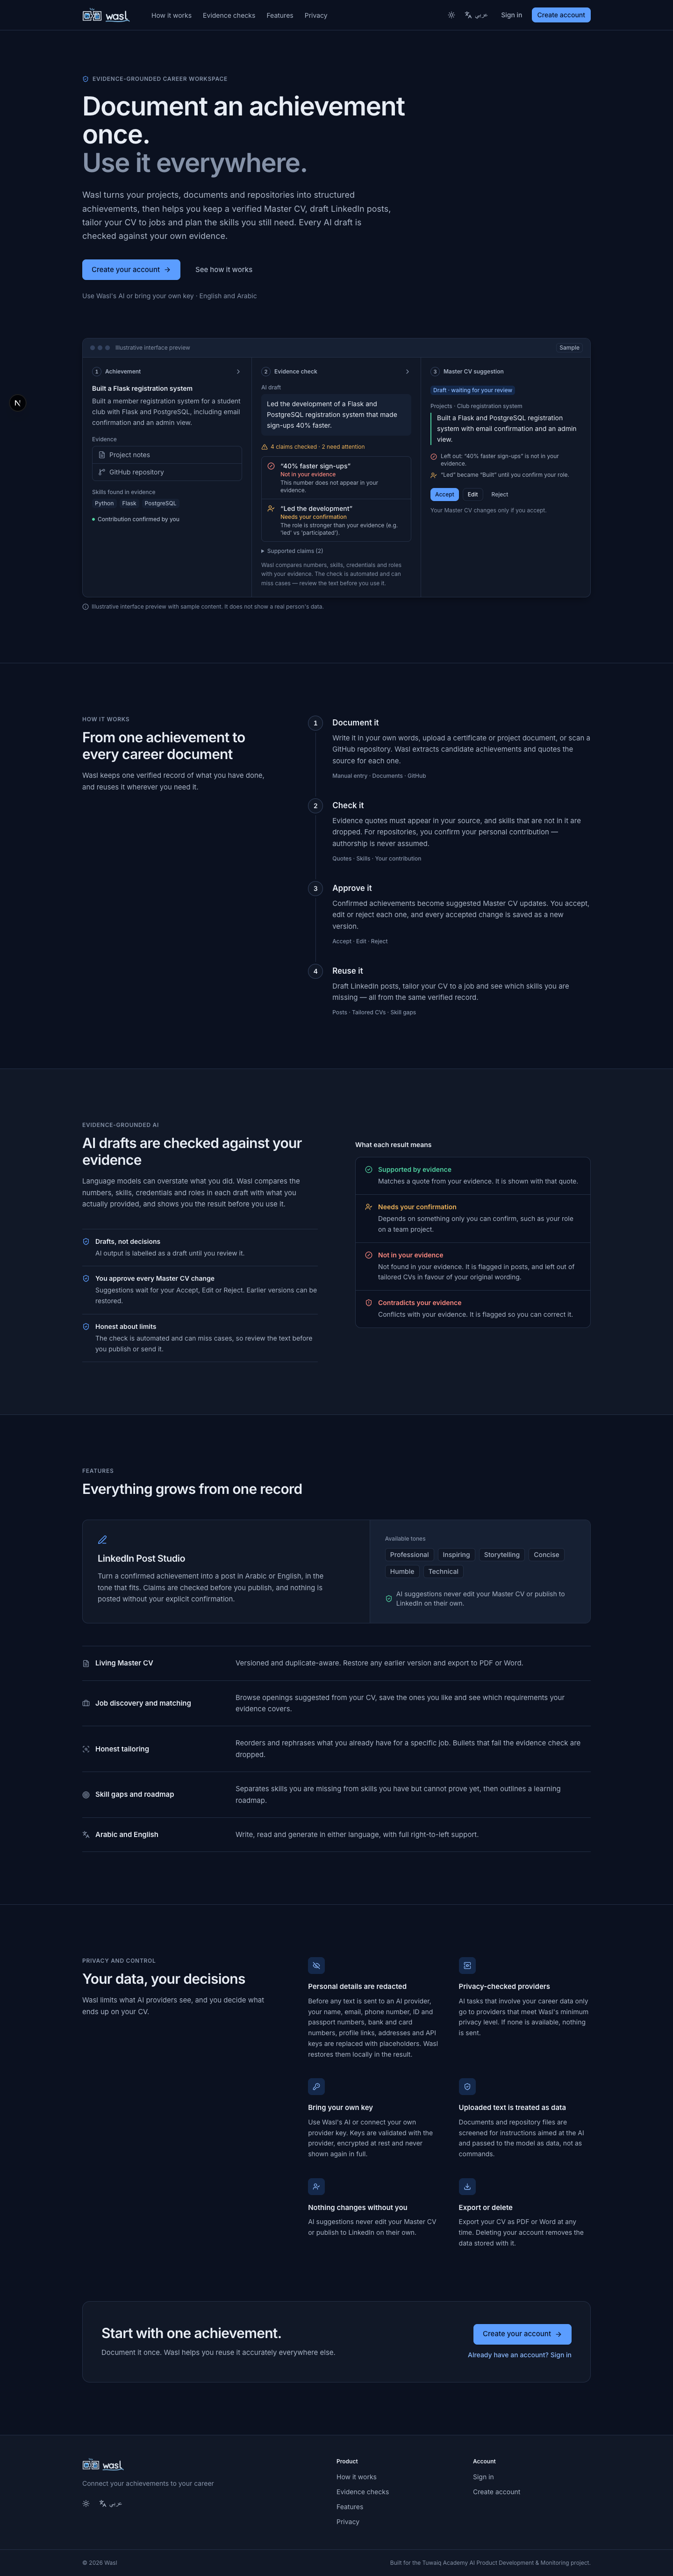 wasl How it works Evidence checks Features Privacy عربي Sign in Create account
EVIDENCE-GROUNDED CAREER WORKSPACE
Document an achievement
once.
Use it everywhere.
Wasl turns your projects, documents and repositories into structured
achievements, then helps you keep a verified Master CV, draft LinkedIn posts,
tailor your CV to jobs and plan the skills you still need. Every AI draft is
checked against your own evidence.
Create your account → See how it works
Use Wasl's AI or bring your own key · English and Arabic
Illustrative interface preview Sample
1 Achievement
Built a Flask registration system
Built a member registration system for a student
club with Flask and PostgreSQL, including email
confirmation and an admin view.
Evidence
Project notes
GitHub repository
Skills found in evidence
Python Flask PostgreSQL
Contribution confirmed by you
2 Evidence check
AI draft
Led the development of a Flask and
PostgreSQL registration system that made
sign-ups 40% faster.
4 claims checked · 2 need attention
"40% faster sign-ups"
Not in your evidence
This number does not appear in your
evidence.
"Led the development"
Needs your confirmation
The role is stronger than your evidence (e.g.
'led' vs 'participated').
Supported claims (2)
Wasl compares numbers, skills, credentials and roles
with your evidence. The check is automated and can
miss cases — review the text before you use it.
3 Master CV suggestion
Draft · waiting for your review
Projects · Club registration system
Built a Flask and PostgreSQL registration
system with email confirmation and an admin
view.
Left out: "40% faster sign-ups" is not in your
evidence.
"Led" became "Built" until you confirm your role.
Accept Edit Reject
Your Master CV changes only if you accept.
Illustrative interface preview with sample content. It does not show a real person's data.
N
HOW IT WORKS
From one achievement to
every career document
Wasl keeps one verified record of what you have done,
and reuses it wherever you need it.
1 Document it
Write it in your own words, upload a certificate or project document, or scan a
GitHub repository. Wasl extracts candidate achievements and quotes the
source for each one.
Manual entry · Documents · GitHub
2 Check it
Evidence quotes must appear in your source, and skills that are not in it are
dropped. For repositories, you confirm your personal contribution —
authorship is never assumed.
Quotes · Skills · Your contribution
3 Approve it
Confirmed achievements become suggested Master CV updates. You accept,
edit or reject each one, and every accepted change is saved as a new
version.
Accept · Edit · Reject
4 Reuse it
Draft LinkedIn posts, tailor your CV to a job and see which skills you are
missing — all from the same verified record.
Posts · Tailored CVs · Skill gaps
EVIDENCE-GROUNDED AI
AI drafts are checked against your
evidence
Language models can overstate what you did. Wasl compares the
numbers, skills, credentials and roles in each draft with what you
actually provided, and shows you the result before you use it.
Drafts, not decisions
AI output is labelled as a draft until you review it.
You approve every Master CV change
Suggestions wait for your Accept, Edit or Reject. Earlier versions can be
restored.
Honest about limits
The check is automated and can miss cases, so review the text before
you publish or send it.
What each result means
Supported by evidence
Matches a quote from your evidence. It is shown with that quote.
Needs your confirmation
Depends on something only you can confirm, such as your role
on a team project.
Not in your evidence
Not found in your evidence. It is flagged in posts, and left out of
tailored CVs in favour of your original wording.
Contradicts your evidence
Conflicts with your evidence. It is flagged so you can correct it.
FEATURES
Everything grows from one record
LinkedIn Post Studio
Turn a confirmed achievement into a post in Arabic or English, in the
tone that fits. Claims are checked before you publish, and nothing is
posted without your explicit confirmation.
Available tones
Professional Inspiring Storytelling Concise
Humble Technical
AI suggestions never edit your Master CV or publish to
LinkedIn on their own.
Living Master CV Versioned and duplicate-aware. Restore any earlier version and export to PDF or Word.
Job discovery and matching Browse openings suggested from your CV, save the ones you like and see which requirements your
evidence covers.
Honest tailoring Reorders and rephrases what you already have for a specific job. Bullets that fail the evidence check are
dropped.
Skill gaps and roadmap Separates skills you are missing from skills you have but cannot prove yet, then outlines a learning
roadmap.
Arabic and English Write, read and generate in either language, with full right-to-left support.
PRIVACY AND CONTROL
Your data, your decisions
Wasl limits what AI providers see, and you decide what
ends up on your CV.
Personal details are redacted
Before any text is sent to an AI provider,
your name, email, phone number, ID and
passport numbers, bank and card
numbers, profile links, addresses and API
keys are replaced with placeholders. Wasl
restores them locally in the result.
Privacy-checked providers
AI tasks that involve your career data only
go to providers that meet Wasl's minimum
privacy level. If none is available, nothing
is sent.
Bring your own key
Use Wasl's AI or connect your own
provider key. Keys are validated with the
provider, encrypted at rest and never
shown again in full.
Uploaded text is treated as data
Documents and repository files are
screened for instructions aimed at the AI
and passed to the model as data, not as
commands.
Nothing changes without you
AI suggestions never edit your Master CV
or publish to LinkedIn on their own.
Export or delete
Export your CV as PDF or Word at any
time. Deleting your account removes the
data stored with it.
Start with one achievement.
Document it once. Wasl helps you reuse it accurately everywhere else.
Create your account →
Already have an account? Sign in
wasl
Connect your achievements to your career
عربي
Product
How it works
Evidence checks
Features
Privacy
Account
Sign in
Create account
© 2026 Wasl
Built for the Tuwaiq Academy AI Product Development & Monitoring project.